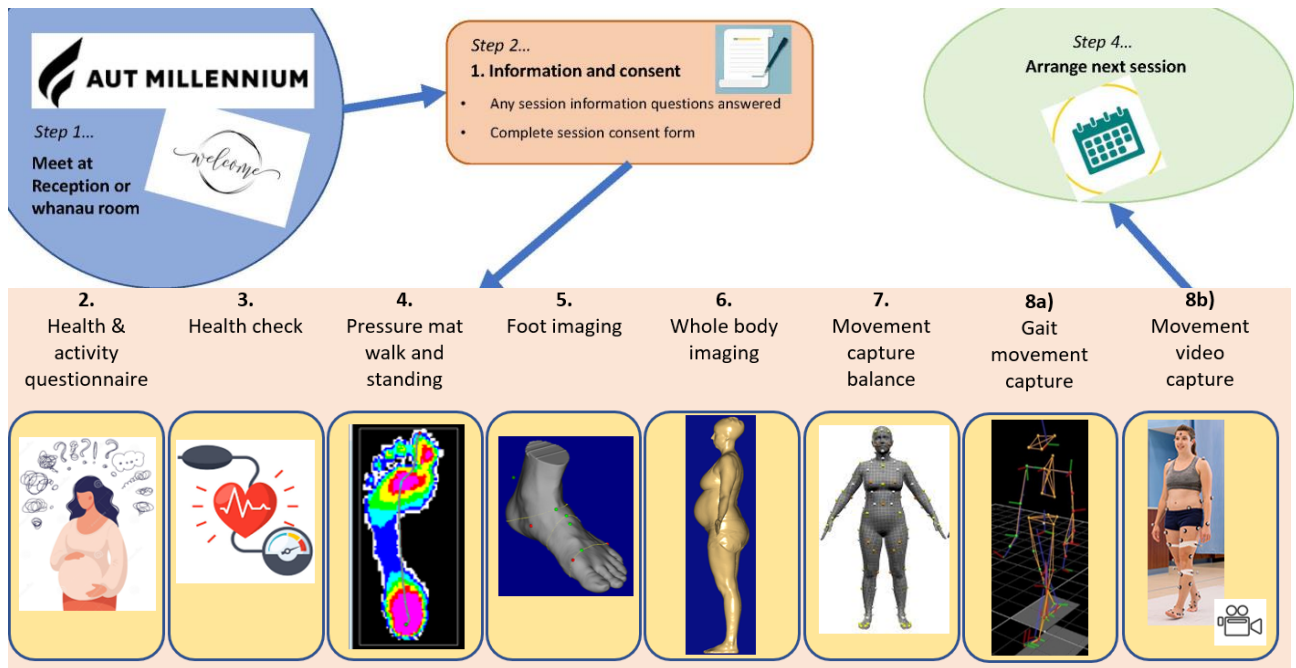 AUT MILLENNIUM
Step 1...
welcome
Meet at
Reception or
whanau room
Step 2...
1. Information and consent
• Any session information questions answered
• Complete session consent form
Step 4...
Arrange next session
2.
Health &
activity
questionnaire
3.
Health check
4.
Pressure mat
walk and
standing
5.
Foot imaging
6.
Whole body
imaging
7.
Movement
capture
balance
8a)
Gait
movement
capture
8b)
Movement
video
capture